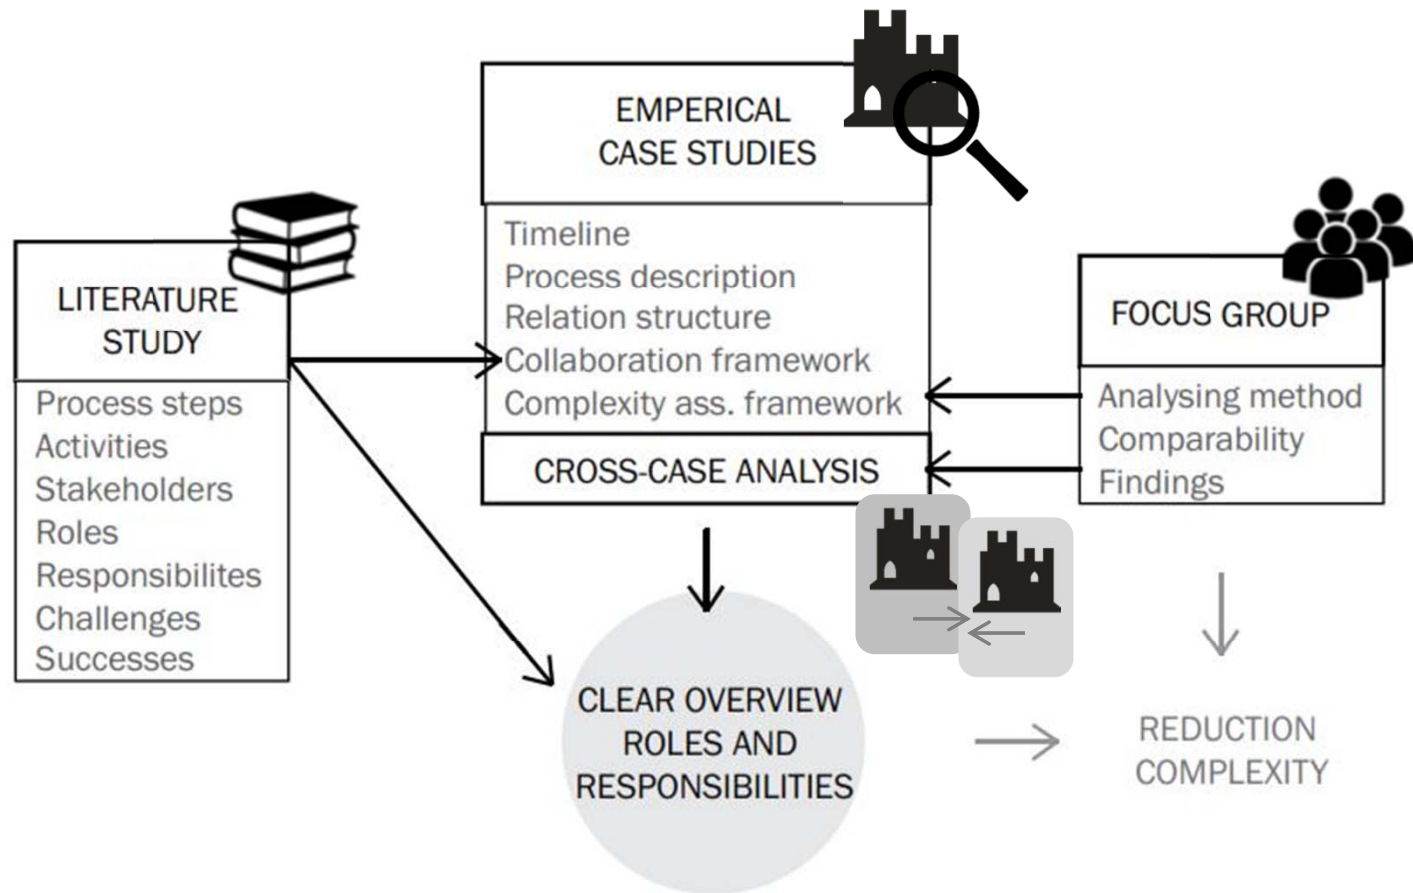 EMPERICAL
CASE STUDIES
Timeline
Process description
Relation structure
Collaboration framework
Complexity ass. framework
CROSS-CASE ANALYSIS
LITERATURE
STUDY
Process steps
Activities
Stakeholders
Roles
Responsibilites
Challenges
Successes
FOCUS GROUP
Analysing method
Comparability
Findings
CLEAR OVERVIEW
ROLES AND
RESPONSIBILITIES
REDUCTION
COMPLEXITY